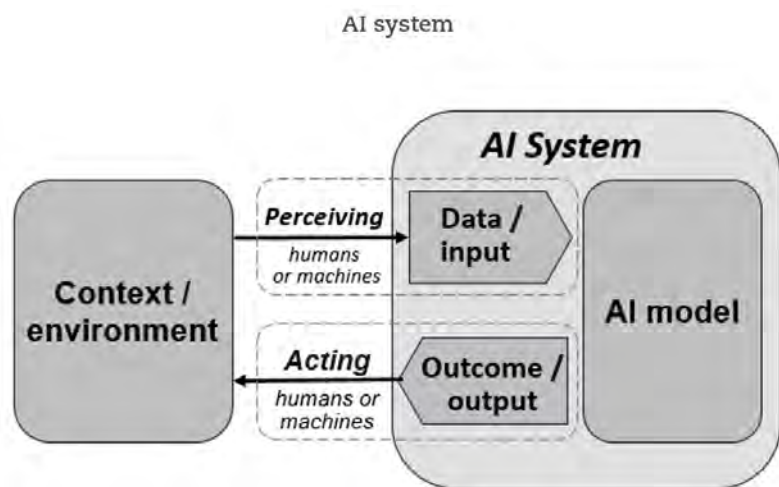 AI system
AI System
Perceiving
humans
or machines
Data /
input
Context /
environment
AI model
Acting
humans or
machines
Outcome /
output